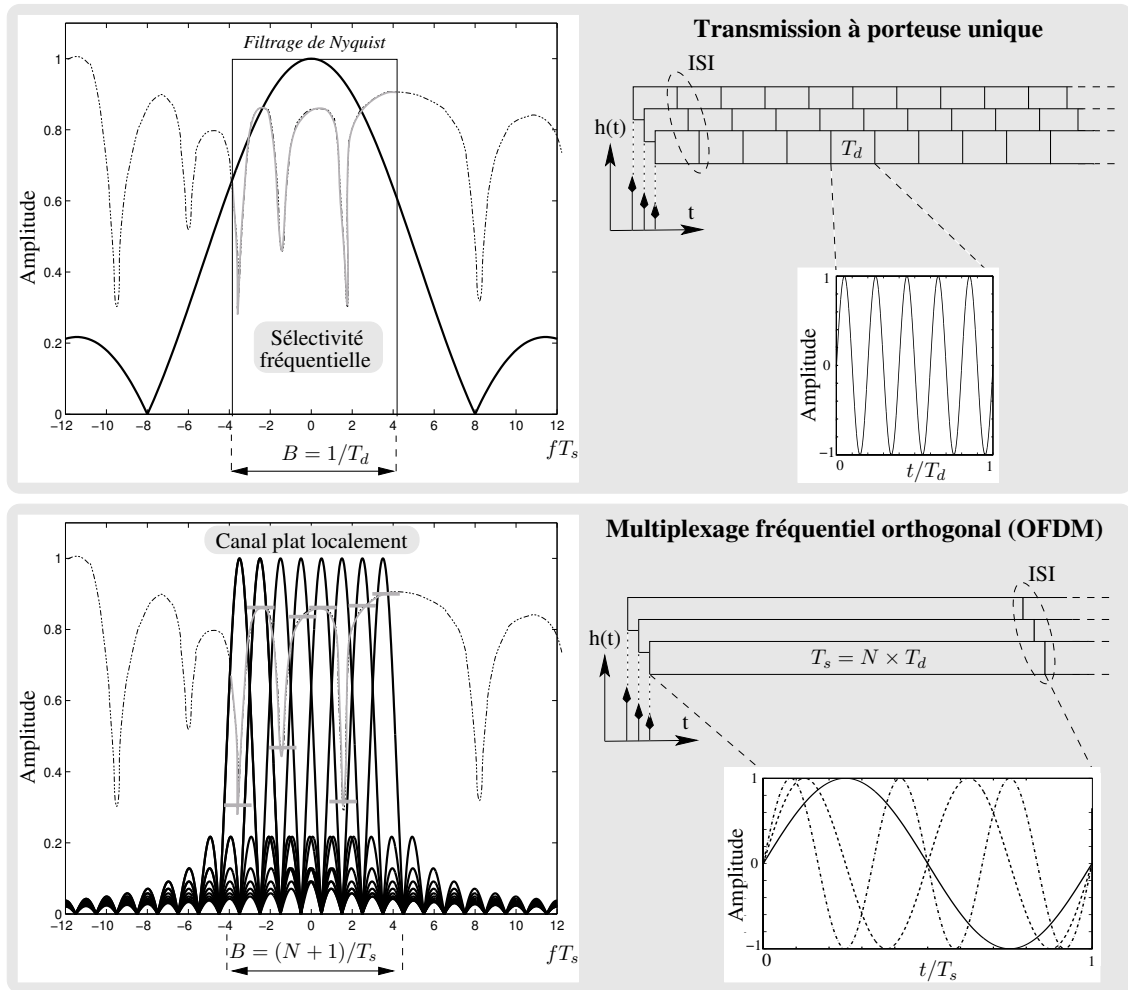 Transmission à porteuse unique
Filtrage de Nyquist
Amplitude
1
0.8
0.6
0.4
0.2
0
−12 −10 −8 −6 −4 −2 0 2 4 6 8 10 12
Sélectivité
fréquentielle
B = 1/T_d
fT_s
ISI
h(t)
T_d
t
Amplitude
1
0
−1
0 1
t/T_d
Multiplexage fréquentiel orthogonal (OFDM)
Canal plat localement
Amplitude
1
0.8
0.6
0.4
0.2
0
−12 −10 −8 −6 −4 −2 0 2 4 6 8 10 12
B = (N + 1)/T_s
fT_s
ISI
h(t)
T_s = N × T_d
t
Amplitude
1
0
−1
0 1
t/T_s